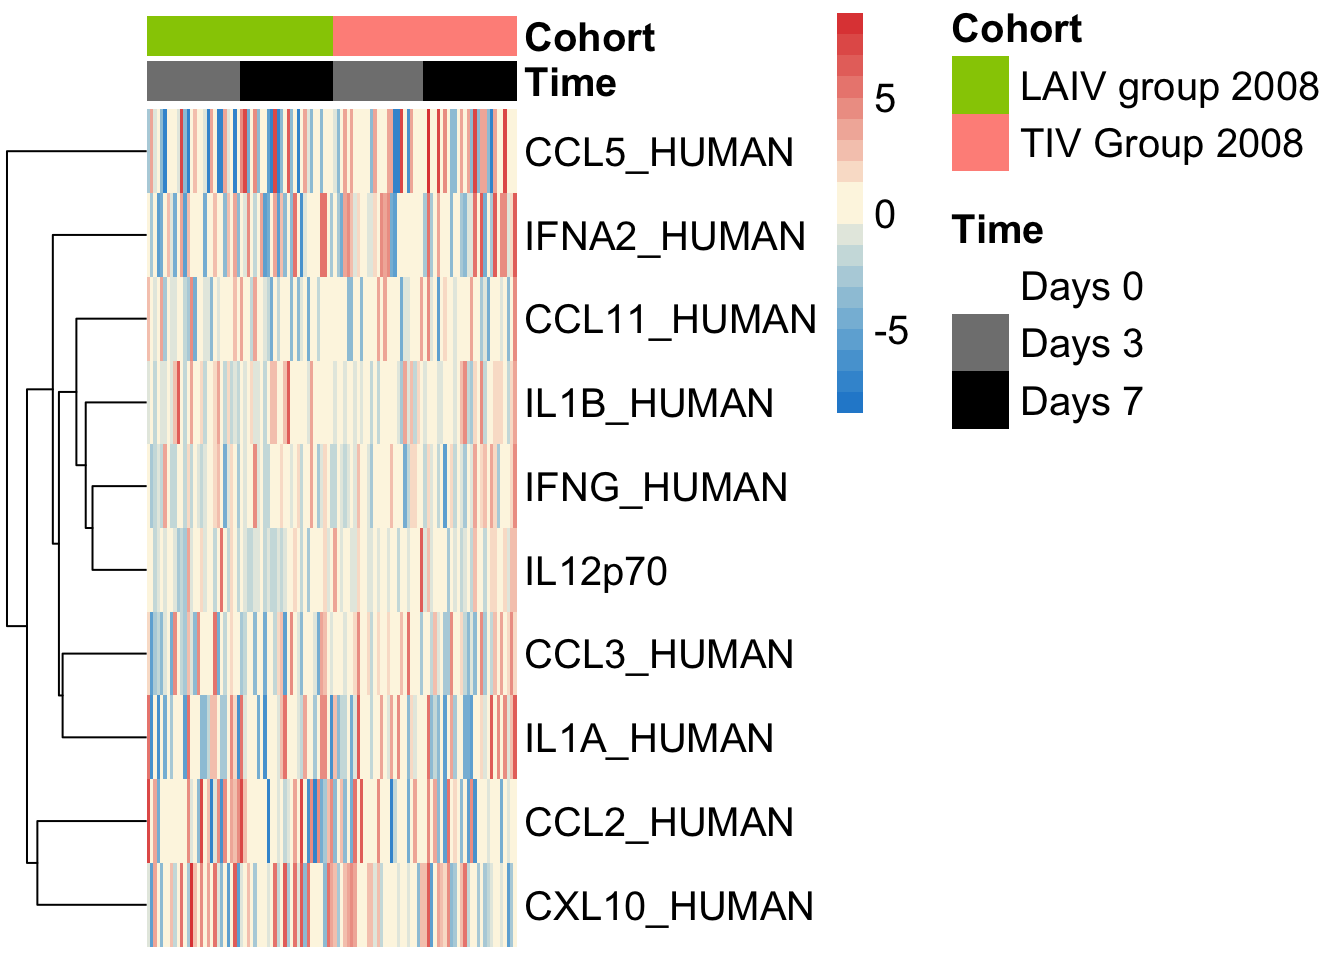 Cohort
Time
CCL5_HUMAN
IFNA2_HUMAN
CCL11_HUMAN
IL1B_HUMAN
IFNG_HUMAN
IL12p70
CCL3_HUMAN
IL1A_HUMAN
CCL2_HUMAN
CXL10_HUMAN
5
0
-5
Cohort
LAIV group 2008
TIV Group 2008
Time
Days 0
Days 3
Days 7